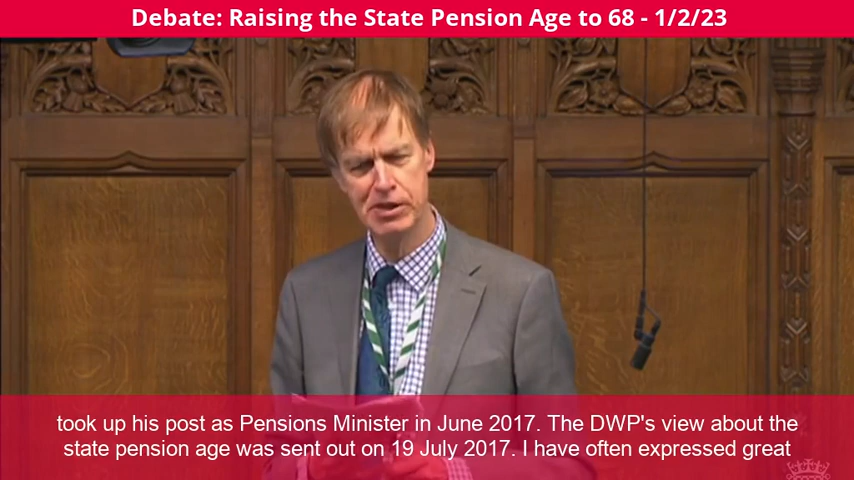 Debate: Raising the State Pension Age to 68 - 1/2/23
took up his post as Pensions Minister in June 2017. The DWP's view about the
state pension age was sent out on 19 July 2017. I have often expressed great